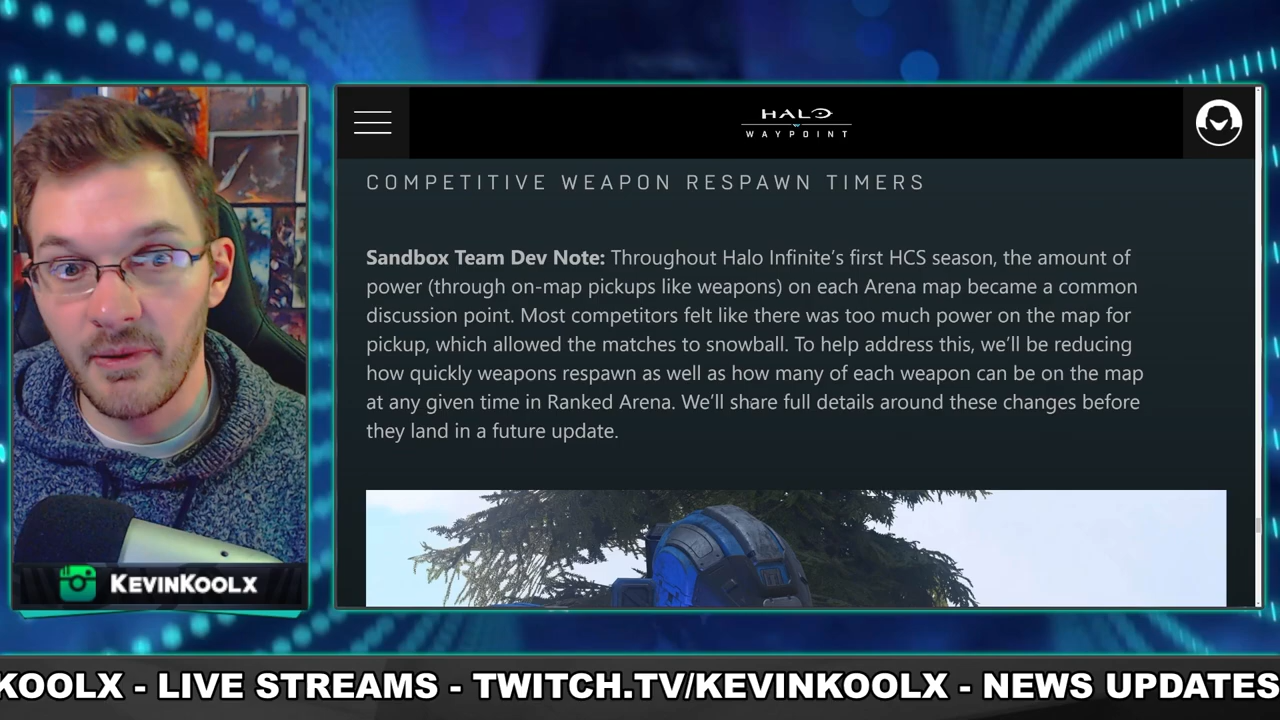 HALO
WAYPOINT
COMPETITIVE WEAPON RESPAWN TIMERS
Sandbox Team Dev Note: Throughout Halo Infinite’s first HCS season, the amount of
power (through on-map pickups like weapons) on each Arena map became a common
discussion point. Most competitors felt like there was too much power on the map for
pickup, which allowed the matches to snowball. To help address this, we’ll be reducing
how quickly weapons respawn as well as how many of each weapon can be on the map
at any given time in Ranked Arena. We’ll share full details around these changes before
they land in a future update.
KEVINKOOLX
KOOLX - LIVE STREAMS - TWITCH.TV/KEVINKOOLX - NEWS UPDATES